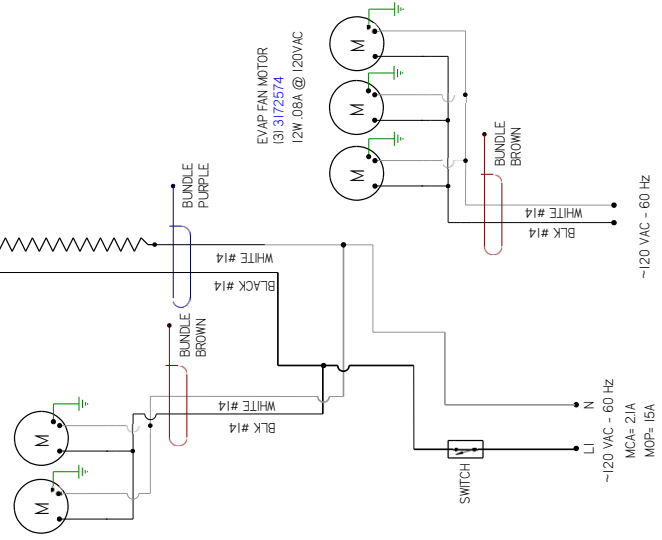 M
M
M
EVAP FAN MOTOR
(3) 3172574
12W .08A @ 120VAC
BUNDLE
PURPLE
BUNDLE
BROWN
WHITE #14
BLK #14
~120 VAC - 60 Hz
WHITE #14
BLACK #14
BUNDLE
BROWN
M
M
WHITE #14
BLK #14
SWITCH
L1
N
~120 VAC - 60 Hz
MCA= 2.1A
MOP= 15A